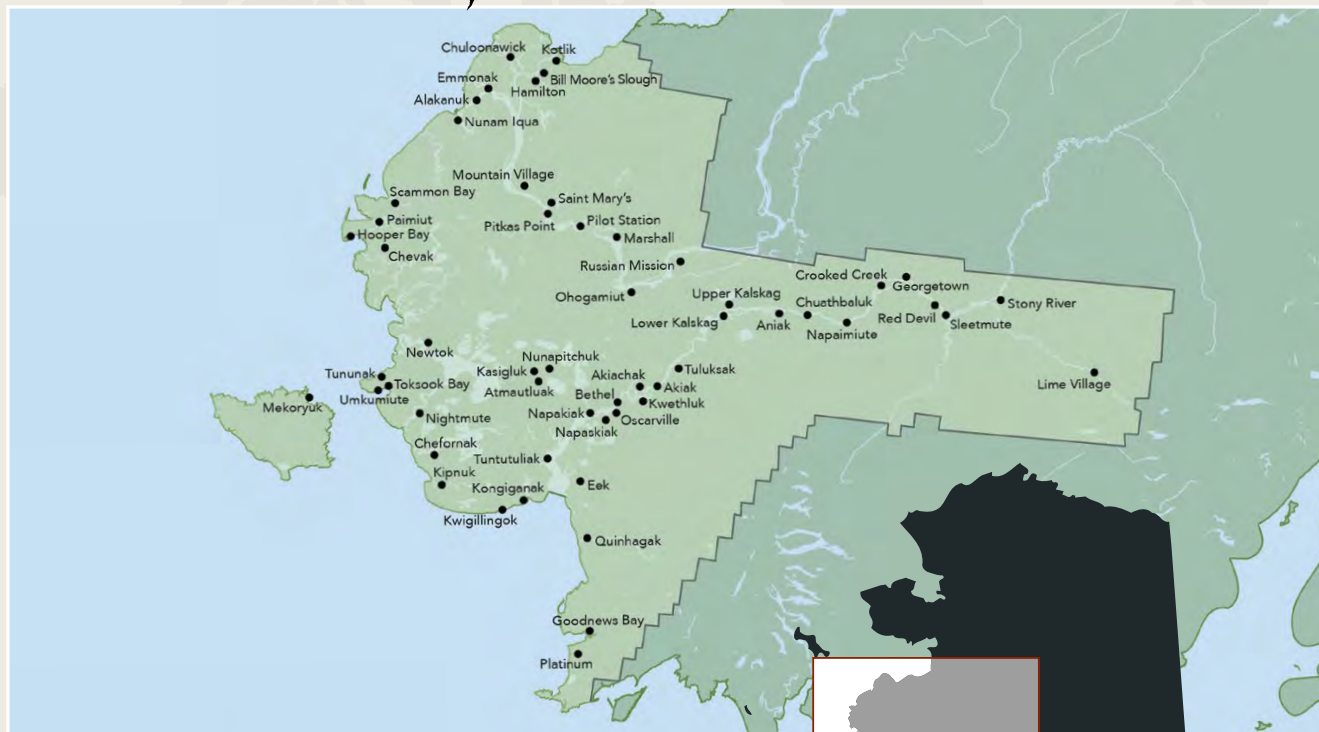 Chuloonawick
Kotlik
Emmonak
Bill Moore's Slough
Hamilton
Alakanuk
Nunam Iqua
Mountain Village
Scammon Bay
Saint Mary's
Paimiut
Pitkas Point
Pilot Station
Hooper Bay
Marshall
Chevak
Russian Mission
Crooked Creek
Georgetown
Ohogamiut
Upper Kalskag
Chuathbaluk
Stony River
Lower Kalskag
Aniak
Red Devil
Sleetmute
Napaimiute
Newtok
Nunapitchuk
Tununak
Kasigluk
Tuluksak
Akiachak
Toksook Bay
Akiak
Lime Village
Atmautluak
Bethel
Umkumiute
Kwethluk
Mekoryuk
Napakiak
Nightmute
Oscarville
Napaskiak
Chefornak
Tuntutuliak
Kipnuk
Eek
Kongiganak
Kwigillingok
Quinhagak
Goodnews Bay
Platinum